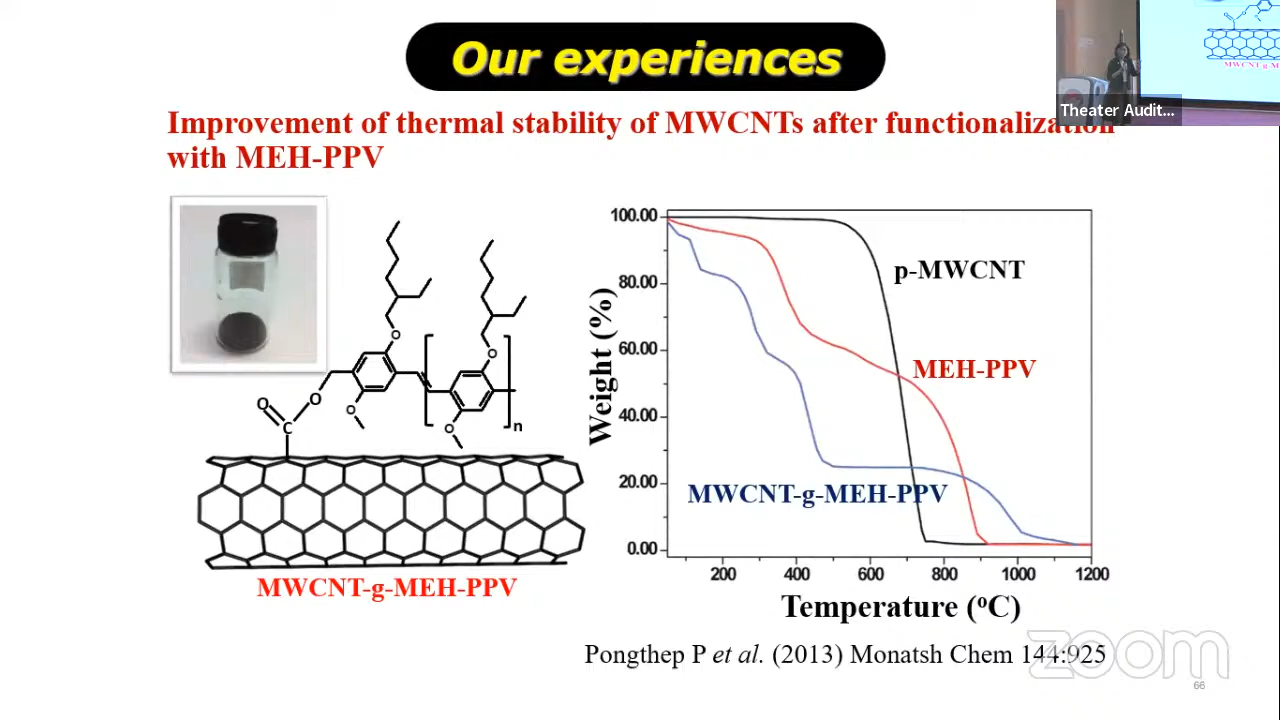 Our experiences
Improvement of thermal stability of MWCNTs after functionalization
with MEH-PPV
Theater Audit...
O
O
C
O
O
O
O
n
MWCNT-g-MEH-PPV
100.00
80.00
60.00
40.00
20.00
0.00
Weight (%)
p-MWCNT
MEH-PPV
MWCNT-g-MEH-PPV
200 400 600 800 1000 1200
Temperature (oC)
Pongthep P et al. (2013) Monatsh Chem 144:925
zoom
66